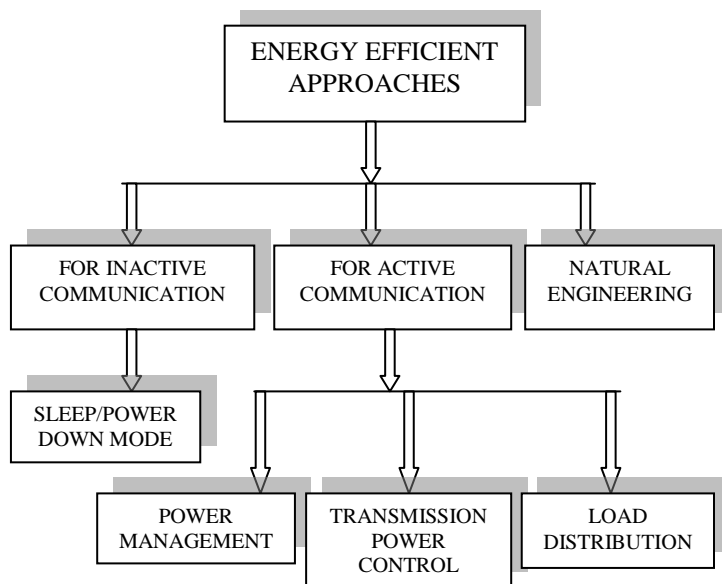 ENERGY EFFICIENT
APPROACHES
FOR INACTIVE
COMMUNICATION
FOR ACTIVE
COMMUNICATION
NATURAL
ENGINEERING
SLEEP/POWER
DOWN MODE
POWER
MANAGEMENT
TRANSMISSION
POWER
CONTROL
LOAD
DISTRIBUTION